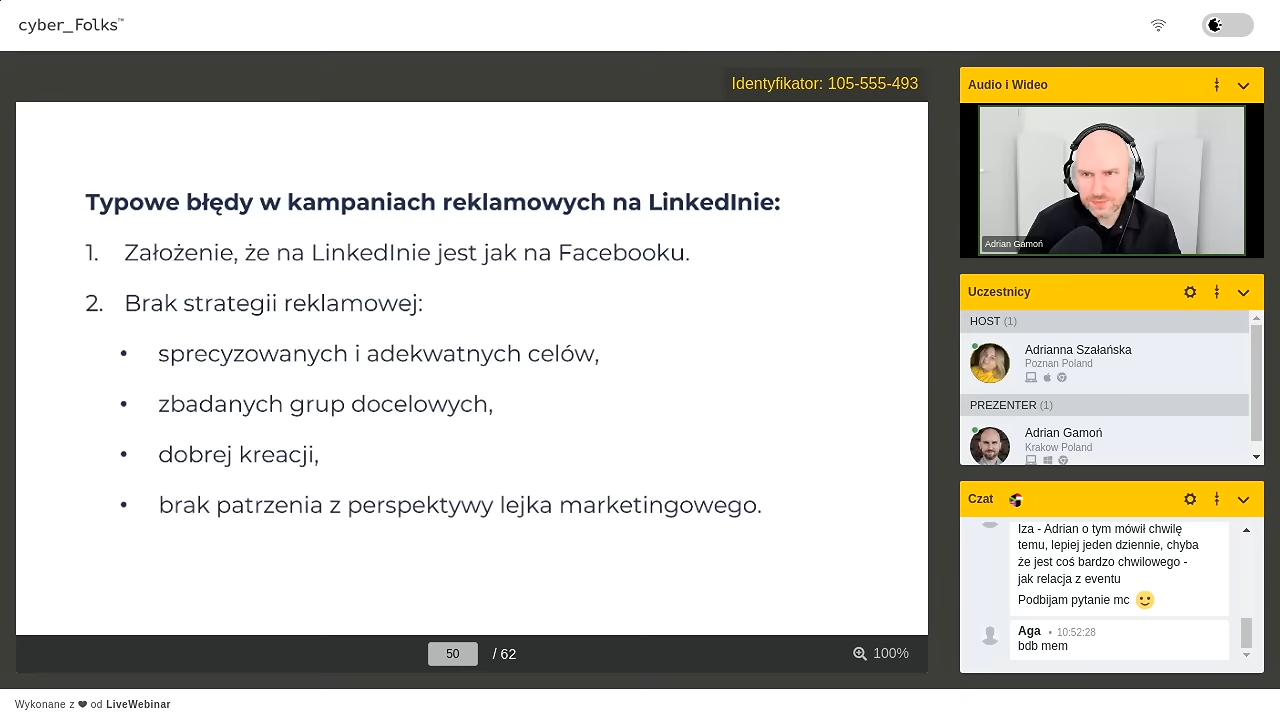 cyber_Folks™
Identyfikator: 105-555-493
Typowe błędy w kampaniach reklamowych na LinkedInie:
1. Założenie, że na LinkedInie jest jak na Facebooku.
2. Brak strategii reklamowej:
• sprecyzowanych i adekwatnych celów,
• zbadanych grup docelowych,
• dobrej kreacji,
• brak patrzenia z perspektywy lejka marketingowego.
50 / 62
100%
Audio i Wideo
Adrian Gamoń
Uczestnicy
HOST (1)
Adrianna Szałańska
Poznan Poland
PREZENTER (1)
Adrian Gamoń
Krakow Poland
Czat
Iza - Adrian o tym mówił chwilę
temu, lepiej jeden dziennie, chyba
że jest coś bardzo chwilowego -
jak relacja z eventu
Podbijam pytanie mc 🙂
Aga • 10:52:28
bdb mem
Wykonane z ❤ od LiveWebinar